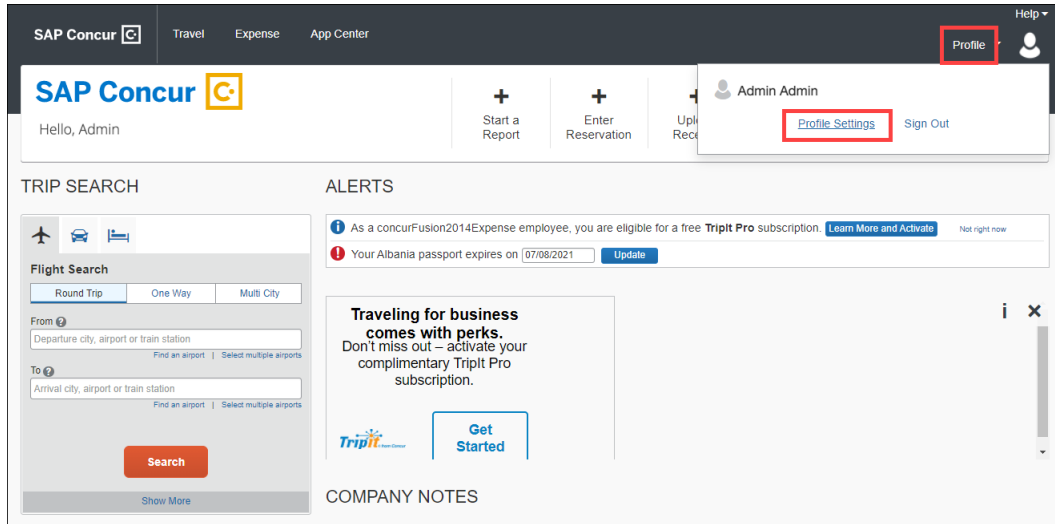 Help
SAP Concur C.
Travel
Expense
App Center
Profile
SAP Concur C.
Hello, Admin
+
Start a
Report
+
Enter
Reservation
+
Admin Admin
Profile Settings
Sign Out
TRIP SEARCH
Flight Search
Round Trip
One Way
Multi City
From ?
Departure city, airport or train station
Find an airport | Select multiple airports
To ?
Arrival city, airport or train station
Find an airport | Select multiple airports
Search
Show More
ALERTS
As a concurFusion2014Expense employee, you are eligible for a free TripIt Pro subscription. Learn More and Activate Not right now
Your Albania passport expires on 07/08/2021 Update
Traveling for business
comes with perks.
Don't miss out – activate your
complimentary TripIt Pro
subscription.
TripIt
Get
Started
i
COMPANY NOTES